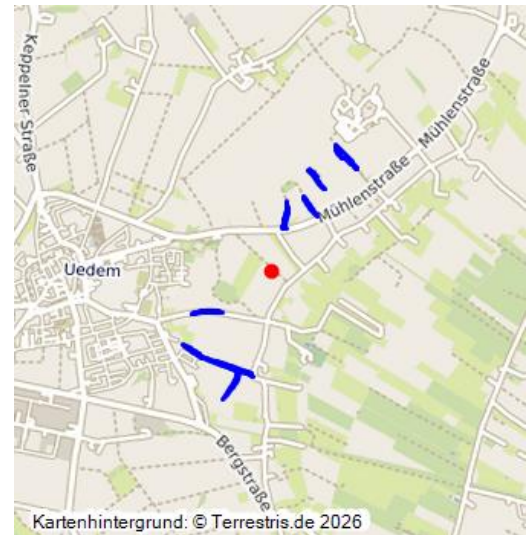 Keppelner Straße
Mühlenstraße
Mühlenstraße
Uedem
Bergstraße
Kartenhintergrund: © Terrestris.de 2026